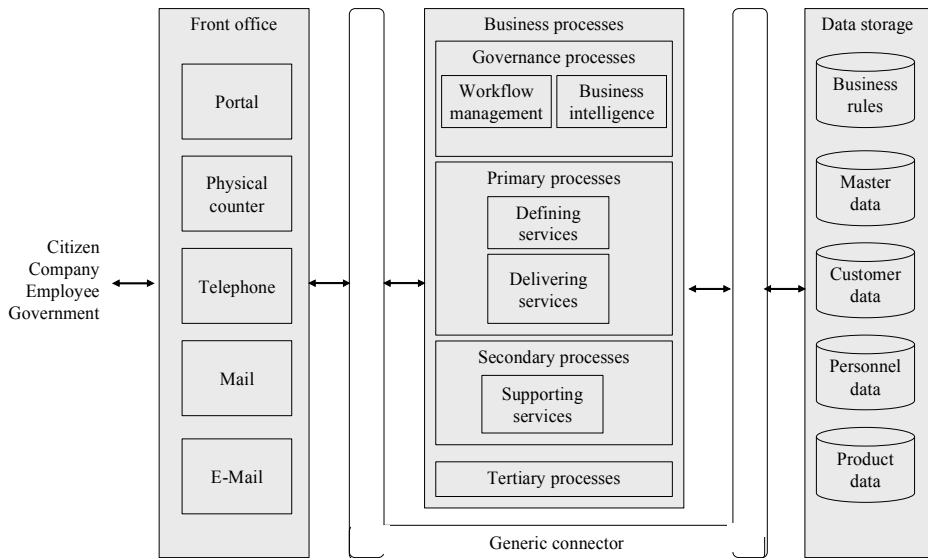 Front office
Portal
Physical
counter
Telephone
Mail
E-Mail
Citizen
Company
Employee
Government
Business processes
Governance processes
Workflow
management
Business
intelligence
Primary processes
Defining
services
Delivering
services
Secondary processes
Supporting
services
Tertiary processes
Generic connector
Data storage
Business
rules
Master
data
Customer
data
Personnel
data
Product
data